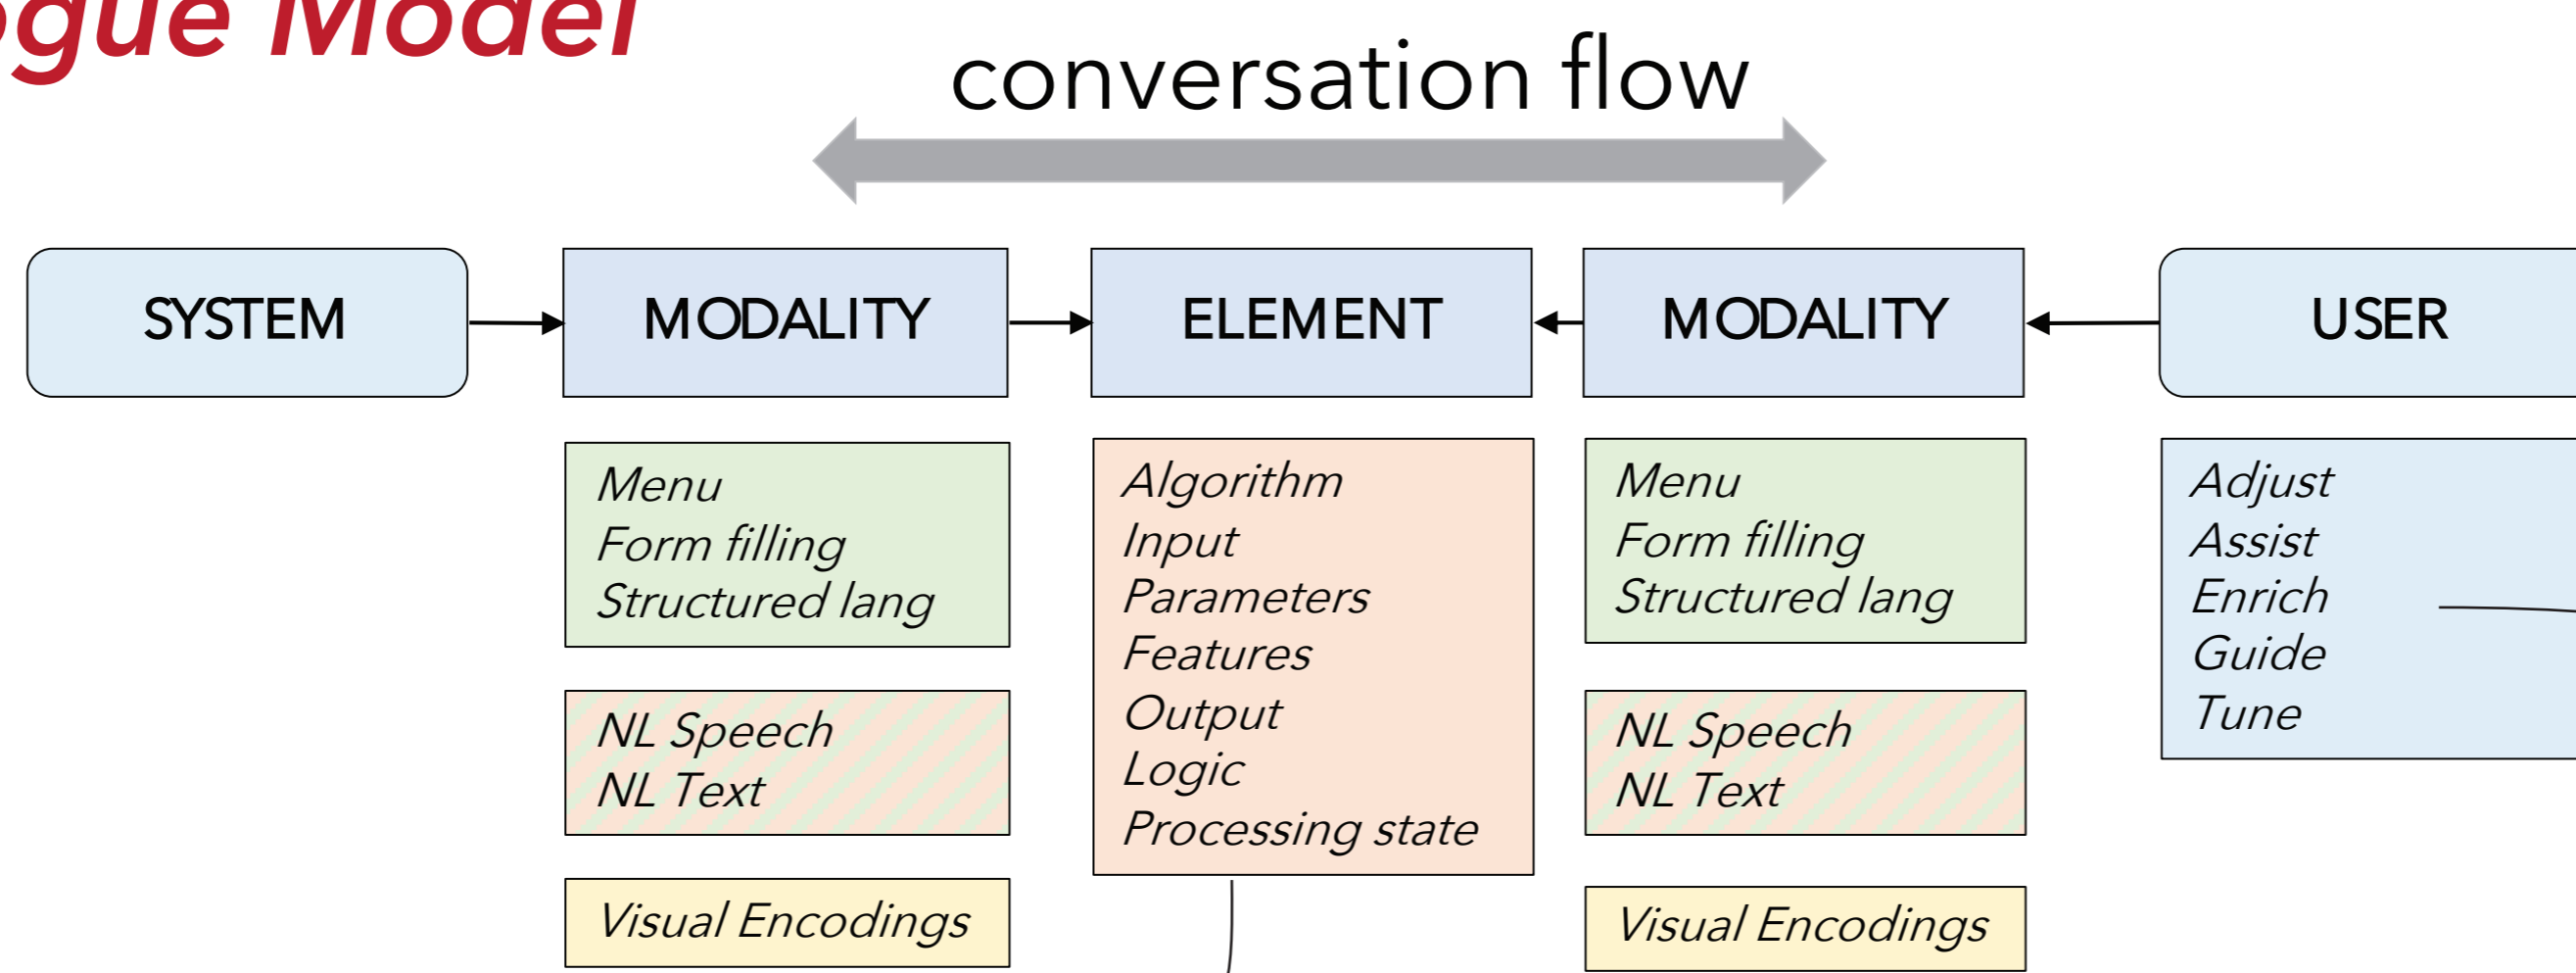 ogue Model
conversation flow
SYSTEM
MODALITY
ELEMENT
MODALITY
USER
Menu
Form filling
Structured lang
NL Speech
NL Text
Visual Encodings
Algorithm
Input
Parameters
Features
Output
Logic
Processing state
Menu
Form filling
Structured lang
NL Speech
NL Text
Visual Encodings
Adjust
Assist
Enrich
Guide
Tune